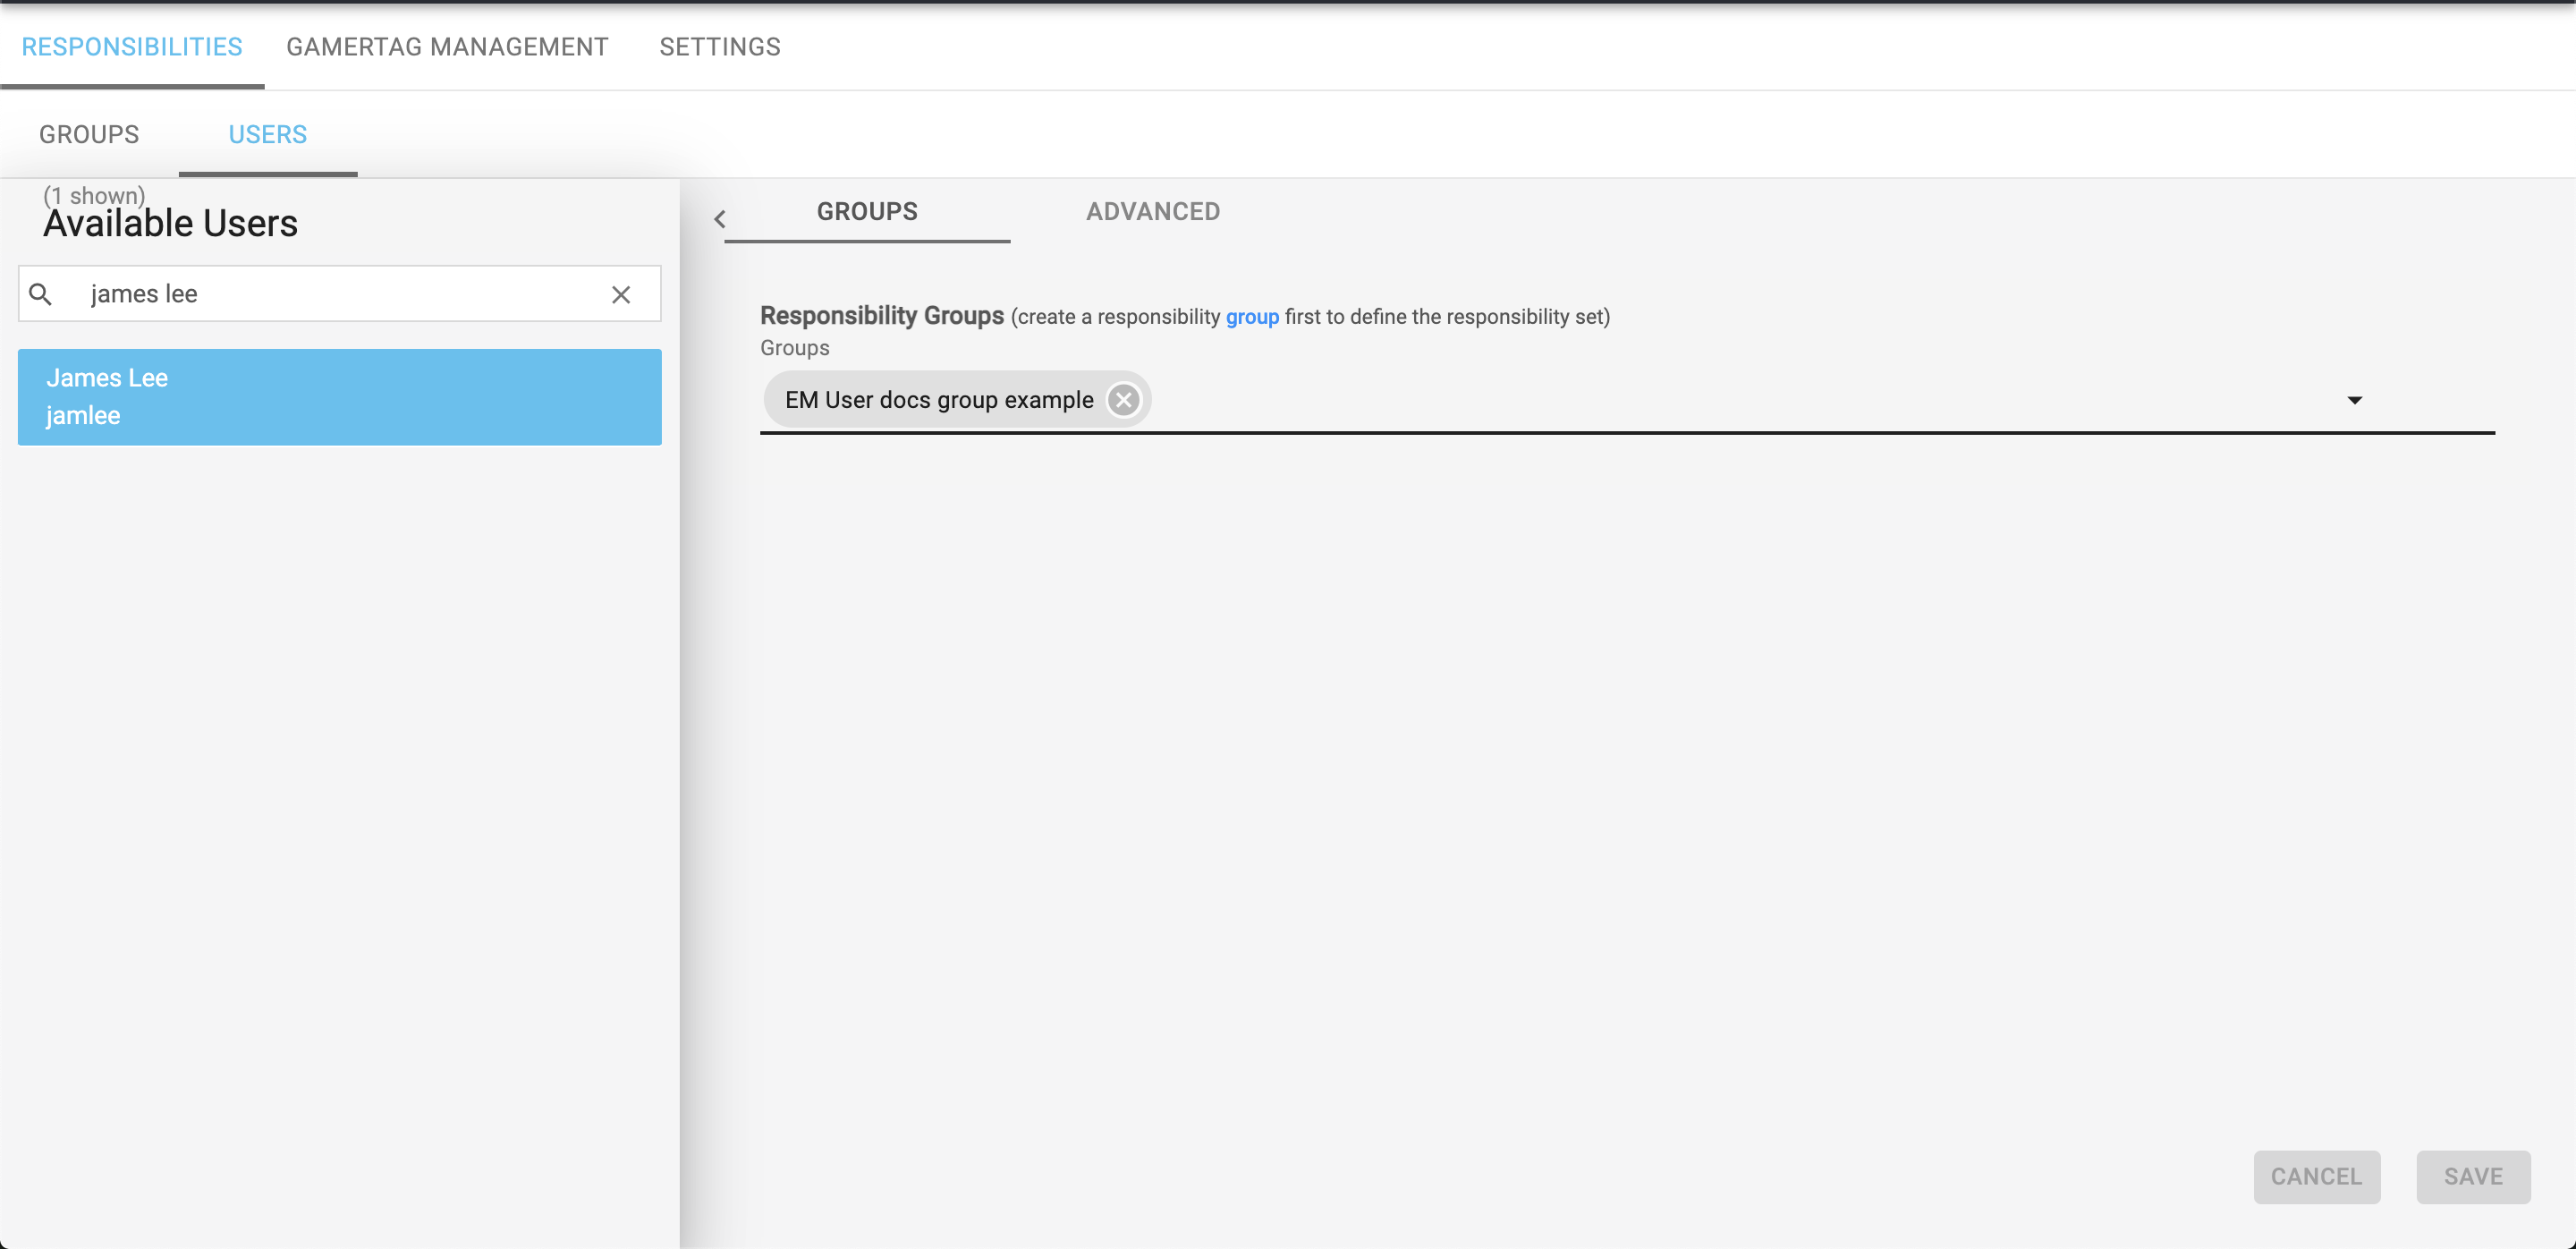 RESPONSIBILITIES GAMERTAG MANAGEMENT SETTINGS
GROUPS USERS
(1 shown)
Available Users
james lee
James Lee
jamlee
GROUPS ADVANCED
Responsibility Groups (create a responsibility group first to define the responsibility set)
Groups
EM User docs group example
CANCEL SAVE